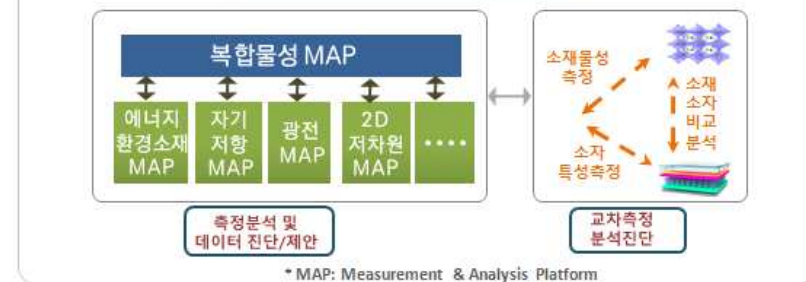 복합물성 MAP
에너지
환경소재
MAP
자기
저항
MAP
광전
MAP
2D
저차원
MAP
····
측정분석 및
데이터 진단/제안
소재물성
측정
소재
소자
비교
분석
소자
특성측정
교차측정
분석진단
* MAP: Measurement & Analysis Platform